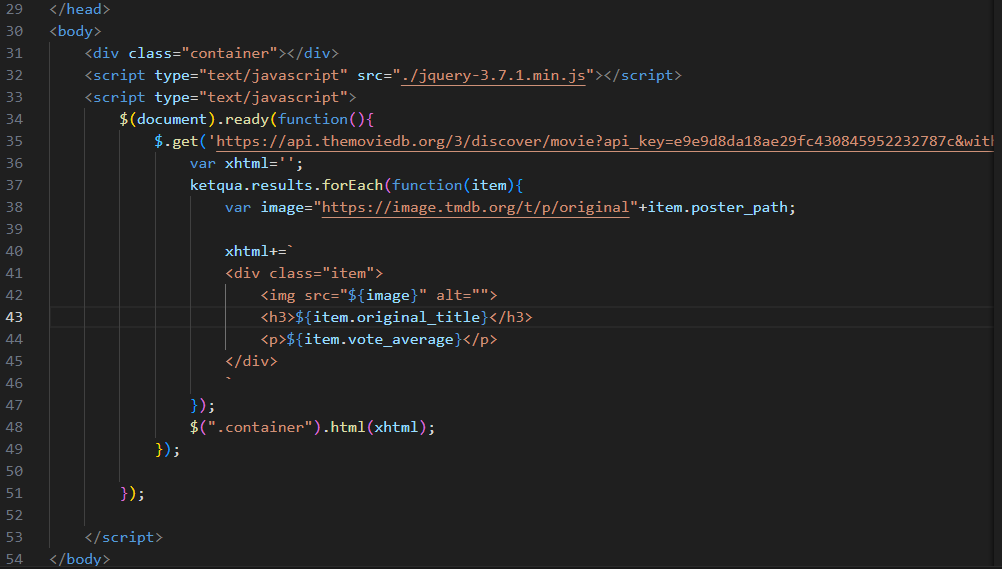 29 </head>
30 <body>
31 <div class="container"></div>
32 <script type="text/javascript" src="./jquery-3.7.1.min.js"></script>
33 <script type="text/javascript">
34 $(document).ready(function(){
35 $.get('https://api.themoviedb.org/3/discover/movie?api_key=e9e9d8da18ae29fc430845952232787c&with
36 var xhtml='';
37 ketqua.results.forEach(function(item){
38 var image="https://image.tmdb.org/t/p/original"+item.poster_path;
39
40 xhtml+=`
41 <div class="item">
42 <img src="${image}" alt="">
43 <h3>${item.original_title}</h3>
44 <p>${item.vote_average}</p>
45 </div>
46 `
47 });
48 $(".container").html(xhtml);
49 });
50
51 });
52
53 </script>
54 </body>